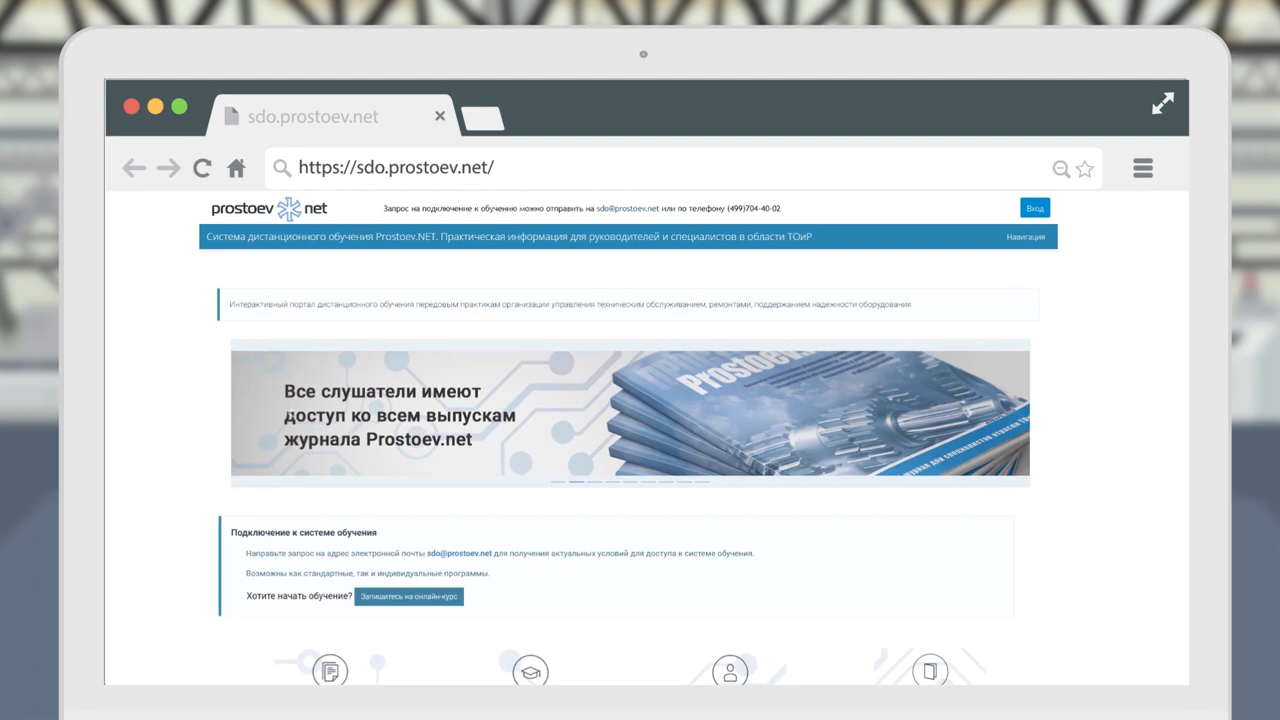 sdo.prostoev.net
https://sdo.prostoev.net/
prostoev net
Запрос на подключение к обучению можно отправить на sdo@prostoev.net или по телефону (499)704-40-02
Вход
Система дистанционного обучения Prostoev.NET. Практическая информация для руководителей и специалистов в области ТОиР
Навигация
Интерактивный портал дистанционного обучения передовым практикам организации управления техническим обслуживанием, ремонтами, поддержанием надежности оборудования.
Все слушатели имеют
доступ ко всем выпускам
журнала Prostoev.net
Prostoev
журнал для специалистов отрасли
Подключение к системе обучения
Направьте запрос на адрес электронной почты sdo@prostoev.net для получения актуальных условий для доступа к системе обучения.
Возможны как стандартные, так и индивидуальные программы.
Хотите начать обучение? Запишитесь на онлайн-курс